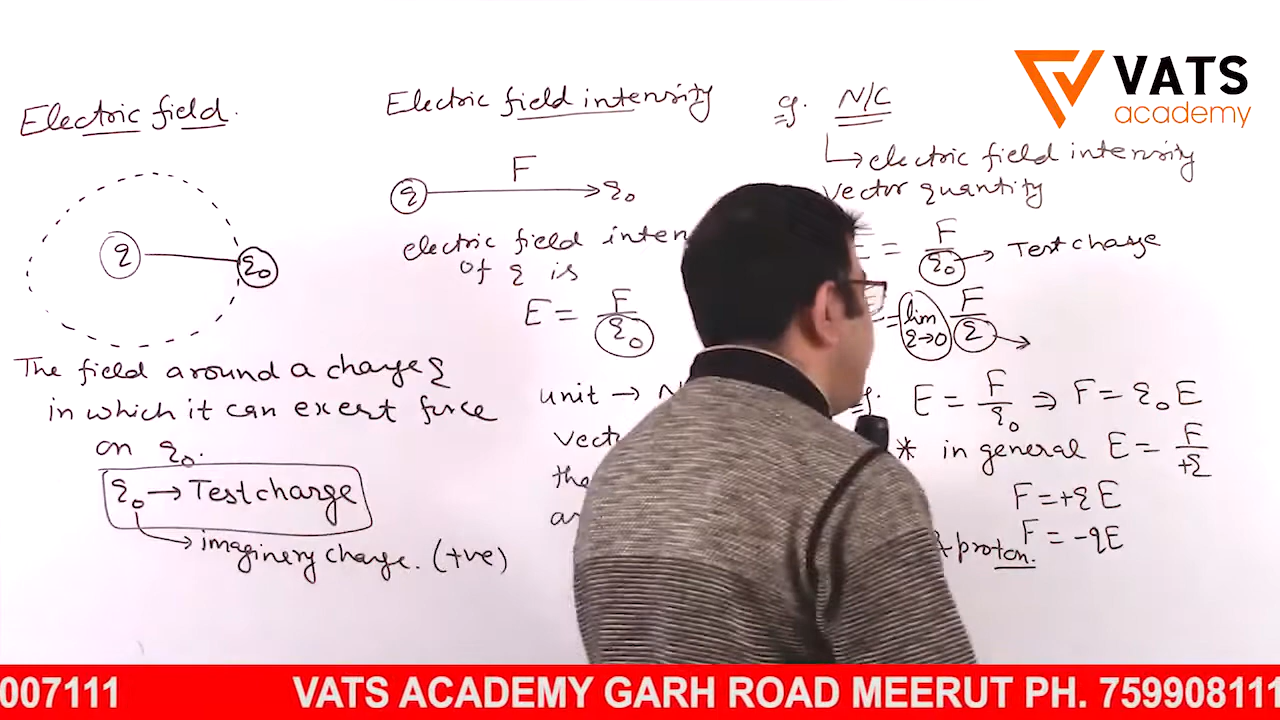 Electric field.
q
q₀
The field around a charge q
in which it can exert force
on q₀.
q₀ → Test charge
imaginery charge. (+ve)
Electric field intensity
F
q → q₀
electric field inten
of q is
E = F/q₀
unit → N
vect
the
a
q. N/C
electric field intensity
vector quantity
E = F/q₀ → Test charge
E = lim q→0 F/q →
q. E = F/q₀ ⇒ F = q₀E
* in general E = F/+q
F = +qE
F = -qE
proton.
VATS
academy
007111 VATS ACADEMY GARH ROAD MEERUT PH. 759908111